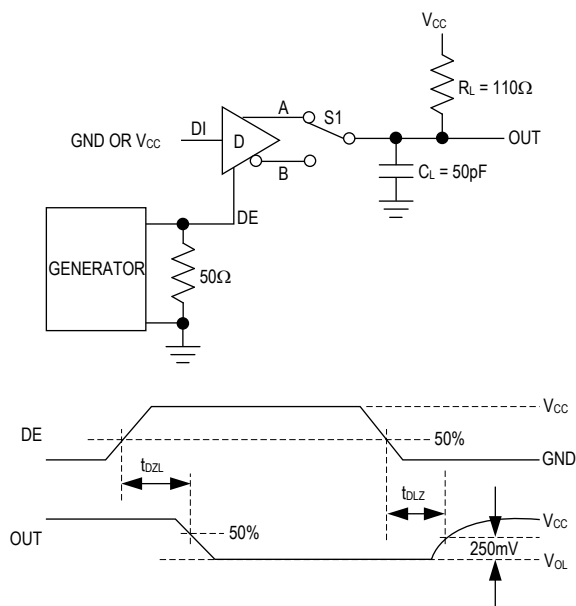 VCC
RL = 110Ω
A
S1
GND OR VCC
DI
D
OUT
B
CL = 50pF
DE
GENERATOR
50Ω
VCC
DE
50%
GND
tDZL
tDLZ
VCC
OUT
50%
250mV
VOL